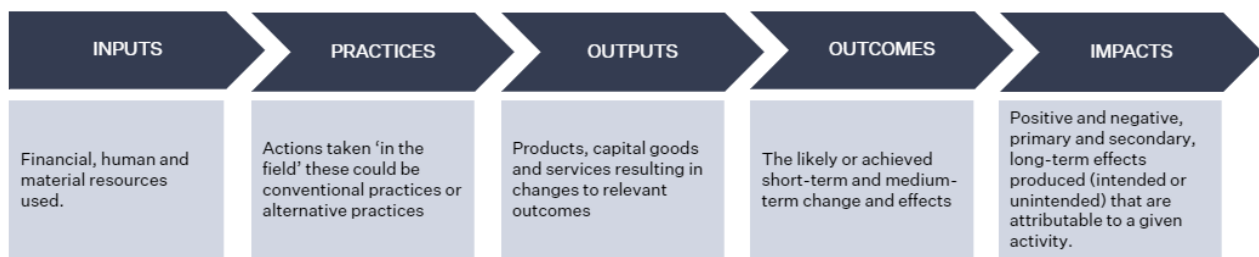 INPUTS
PRACTICES
OUTPUTS
OUTCOMES
IMPACTS
Financial, human and
material resources
used.
Actions taken ‘in the
field’ these could be
conventional practices or
alternative practices
Products, capital goods
and services resulting in
changes to relevant
outcomes
The likely or achieved
short-term and medium-
term change and effects
Positive and negative,
primary and secondary,
long-term effects
produced (intended or
unintended) that are
attributable to a given
activity.